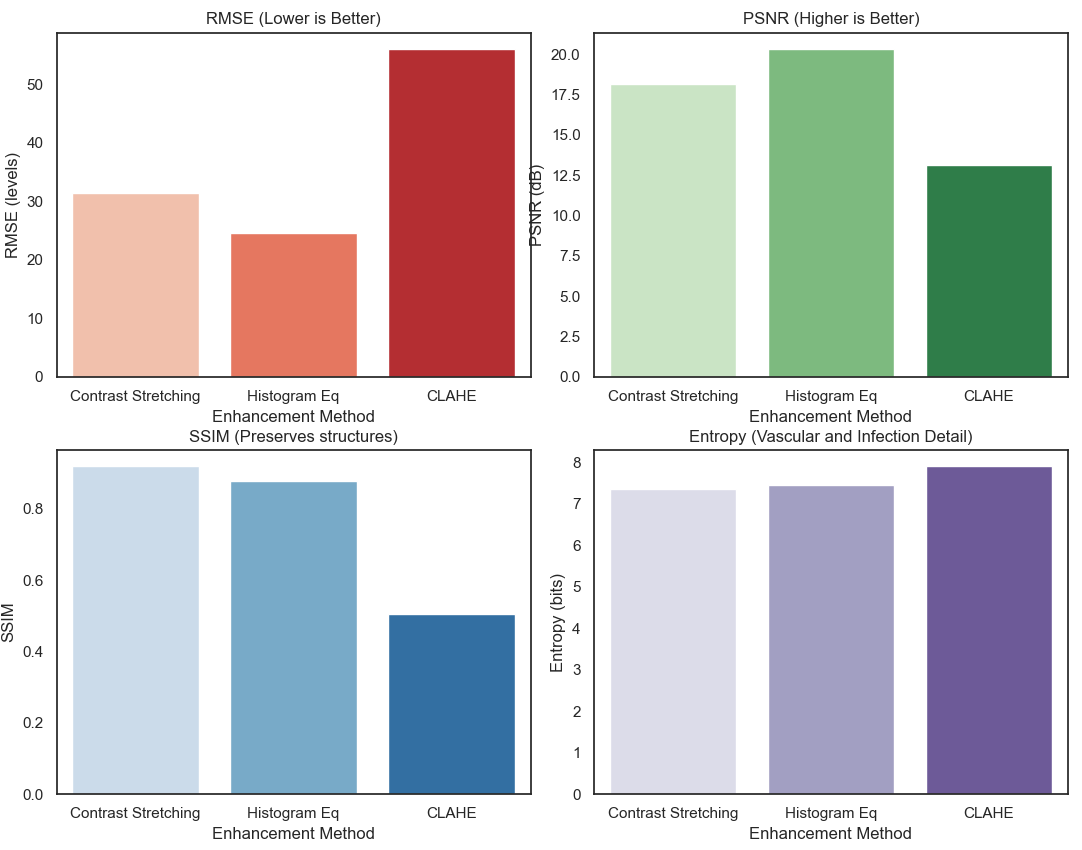 RMSE (Lower is Better)
RMSE (levels)
50
40
30
20
10
0
Contrast Stretching Histogram Eq CLAHE
Enhancement Method
PSNR (Higher is Better)
PSNR (dB)
20.0
17.5
15.0
12.5
10.0
7.5
5.0
2.5
0.0
Contrast Stretching Histogram Eq CLAHE
Enhancement Method
SSIM (Preserves structures)
SSIM
0.8
0.6
0.4
0.2
0.0
Contrast Stretching Histogram Eq CLAHE
Enhancement Method
Entropy (Vascular and Infection Detail)
Entropy (bits)
8
7
6
5
4
3
2
1
0
Contrast Stretching Histogram Eq CLAHE
Enhancement Method